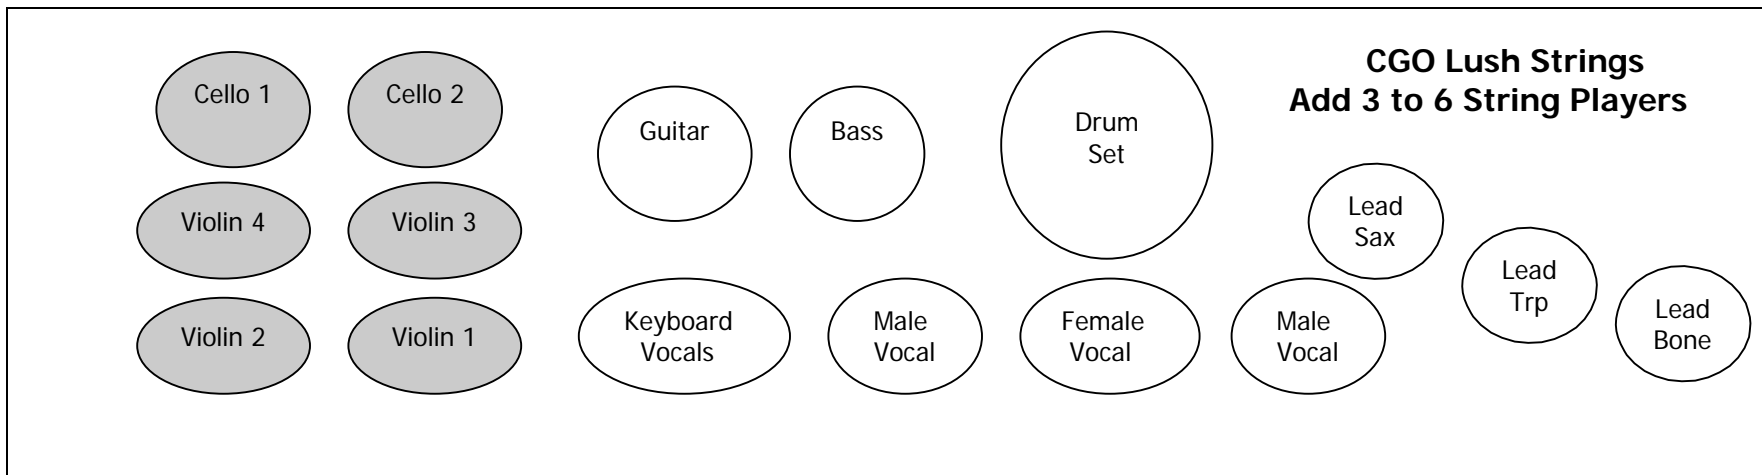 CGO Lush Strings
Add 3 to 6 String Players
Cello 1
Cello 2
Guitar
Bass
Drum
Set
Violin 4
Violin 3
Lead
Sax
Lead
Trp
Lead
Bone
Violin 2
Violin 1
Keyboard
Vocals
Male
Vocal
Female
Vocal
Male
Vocal